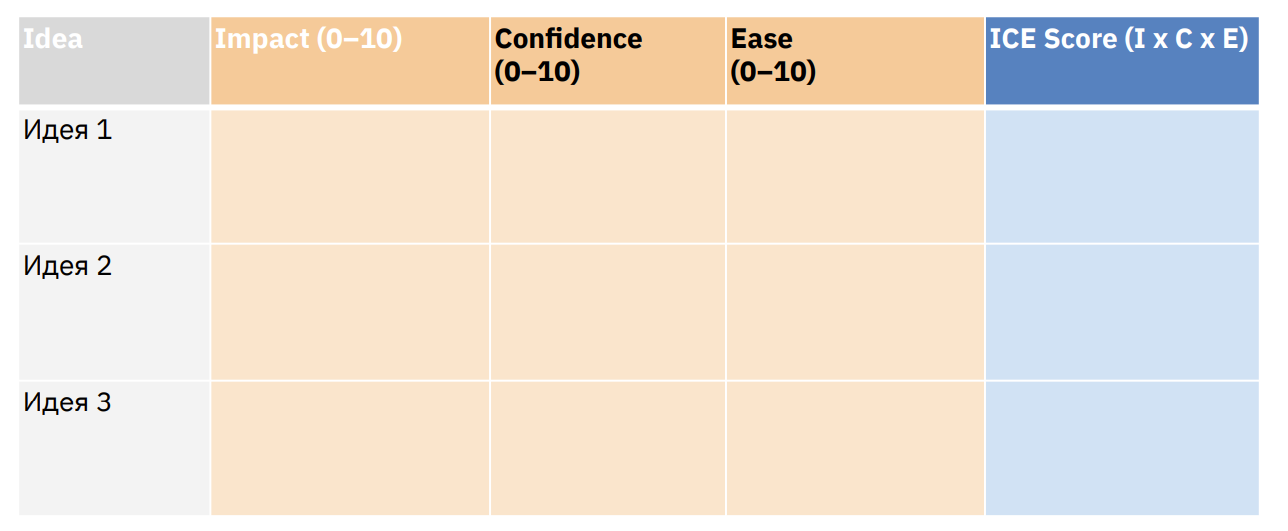 Idea
Impact (0–10)
Confidence
(0–10)
Ease
(0–10)
ICE Score (I x C x E)
Идея 1
Идея 2
Идея 3